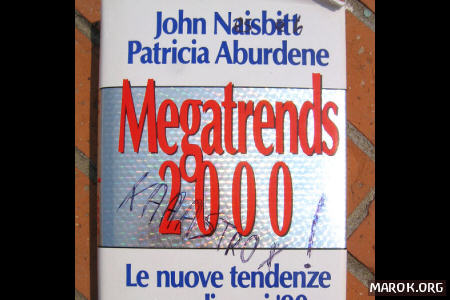 John Naisbitt
Patricia Aburdene
Megatrends
2000
Le nuove tendenze
MAROK.ORG